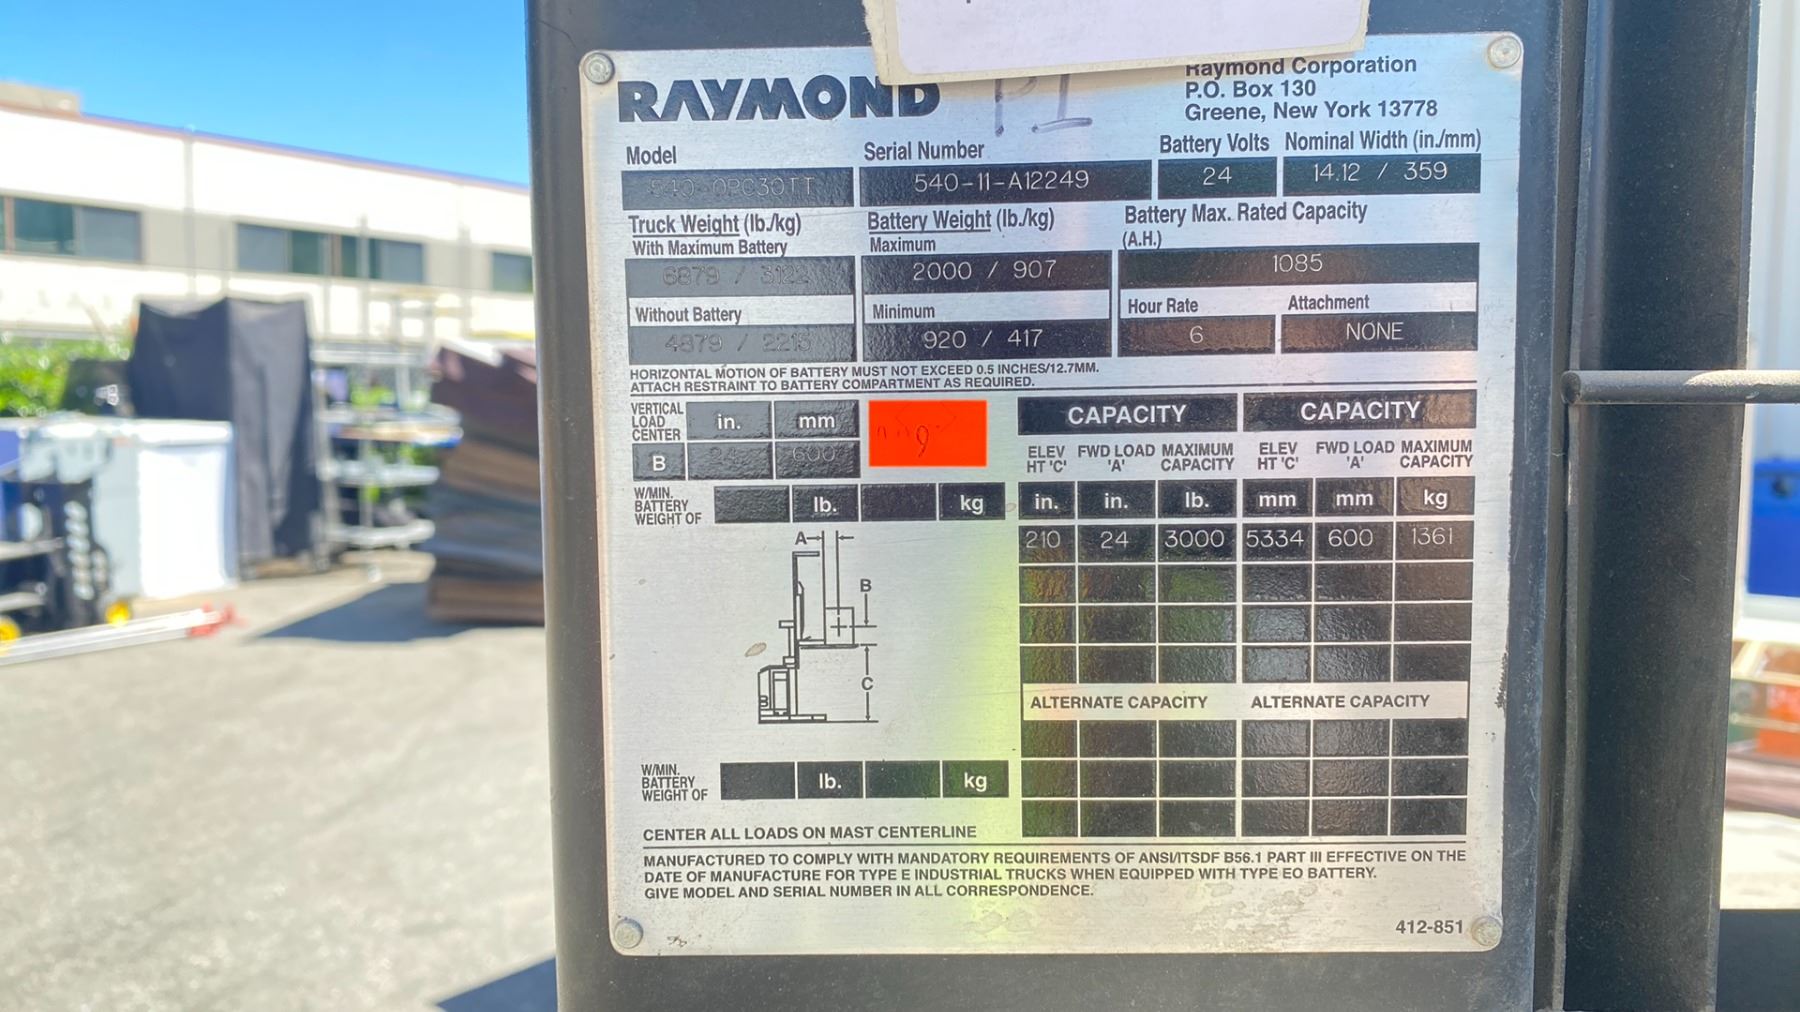 RAYMOND
PI
Raymond Corporation
P.O. Box 130
Greene, New York 13778
Model
Serial Number
Battery Volts
Nominal Width (in./mm)
540-OPC30TT
540-11-A12249
24
14.12 / 359
Truck Weight (lb./kg)
With Maximum Battery
Battery Weight (lb./kg)
Maximum
Battery Max. Rated Capacity
(A.H.)
6879 / 3122
2000 / 907
1085
Without Battery
Minimum
Hour Rate
Attachment
4879 / 2213
920 / 417
6
NONE
HORIZONTAL MOTION OF BATTERY MUST NOT EXCEED 0.5 INCHES/12.7MM.
ATTACH RESTRAINT TO BATTERY COMPARTMENT AS REQUIRED.
VERTICAL
LOAD
CENTER
in.
mm
B
24
600
9
W/MIN.
BATTERY
WEIGHT OF
lb.
kg
A
B
C
W/MIN.
BATTERY
WEIGHT OF
lb.
kg
CAPACITY
CAPACITY
ELEV HT 'C'
FWD LOAD 'A'
MAXIMUM CAPACITY
ELEV HT 'C'
FWD LOAD 'A'
MAXIMUM CAPACITY
in. in. lb. mm mm kg
210 24 3000 5334 600 1361
ALTERNATE CAPACITY
ALTERNATE CAPACITY
CENTER ALL LOADS ON MAST CENTERLINE
MANUFACTURED TO COMPLY WITH MANDATORY REQUIREMENTS OF ANSI/ITSDF B56.1 PART III EFFECTIVE ON THE
DATE OF MANUFACTURE FOR TYPE E INDUSTRIAL TRUCKS WHEN EQUIPPED WITH TYPE EO BATTERY.
GIVE MODEL AND SERIAL NUMBER IN ALL CORRESPONDENCE.
412-851